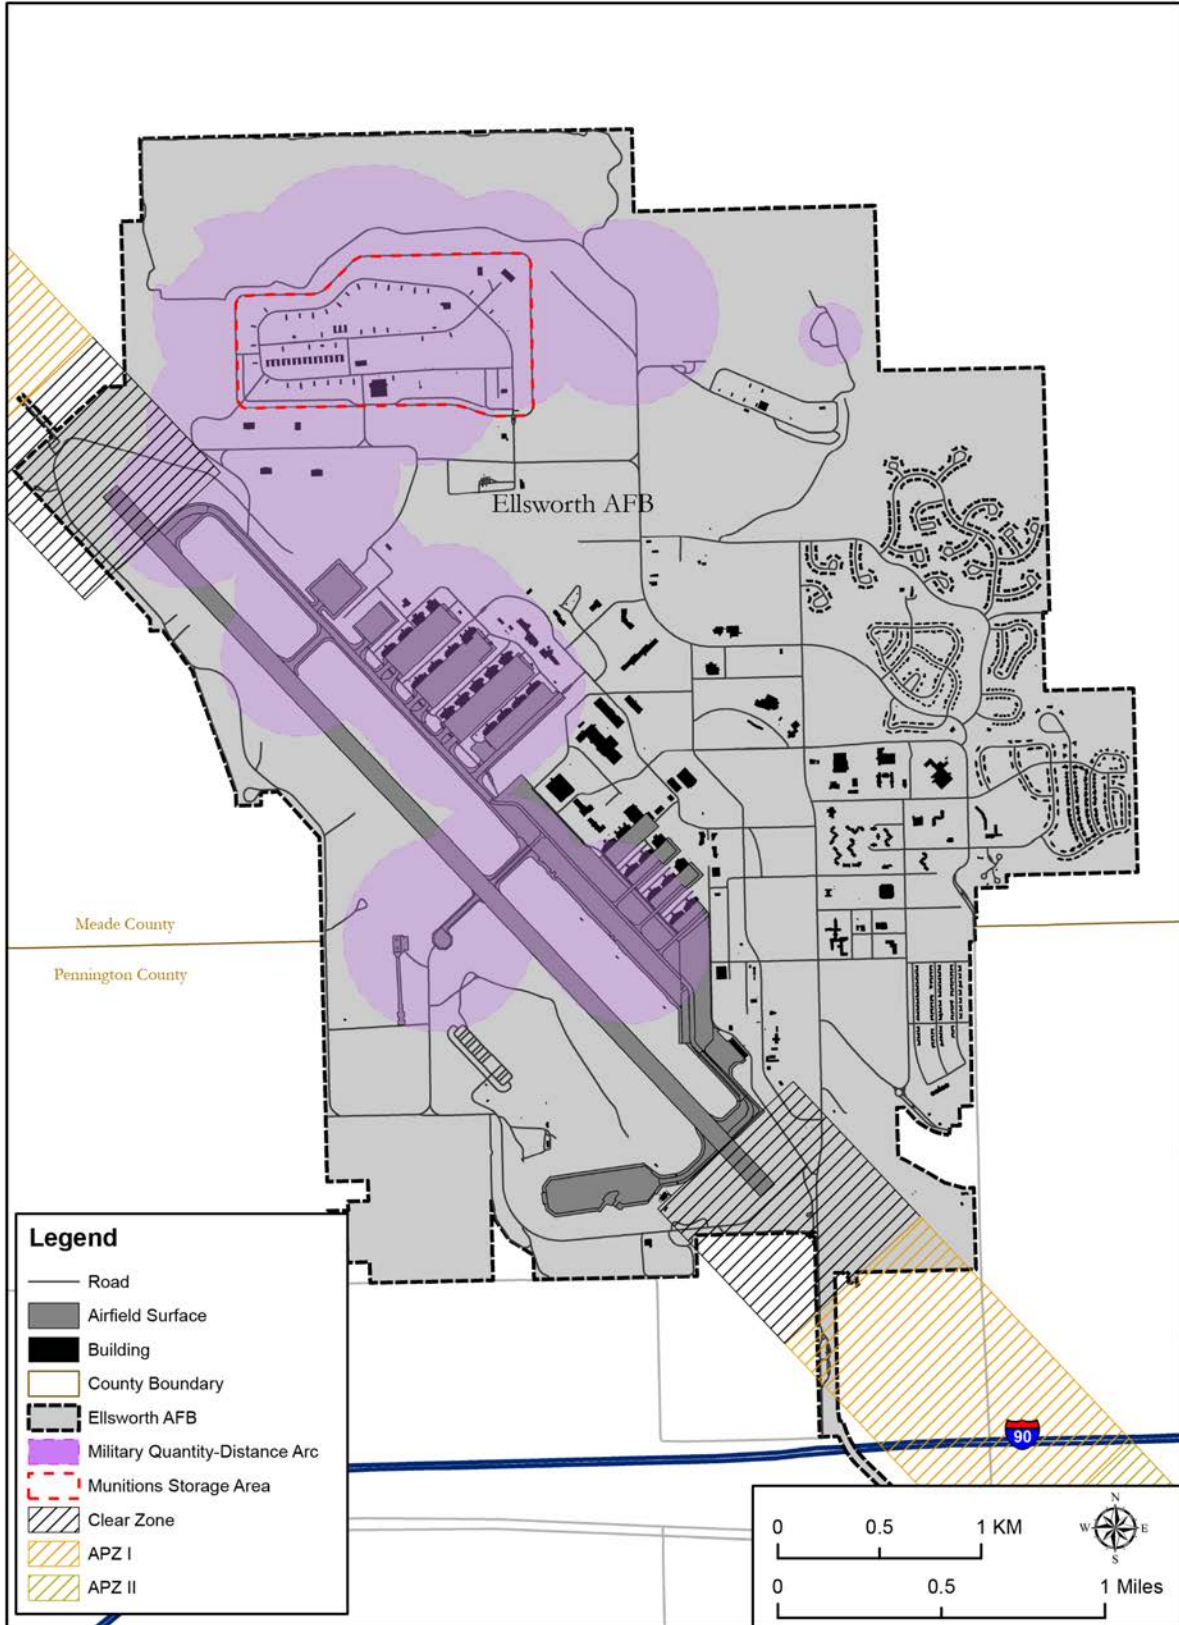 Ellsworth AFB
Meade County
Pennington County
Legend
Road
Airfield Surface
Building
County Boundary
Ellsworth AFB
Military Quantity-Distance Arc
Munitions Storage Area
Clear Zone
APZ I
APZ II
90
N
W E
S
0 0.5 1 KM
0 0.5 1 Miles